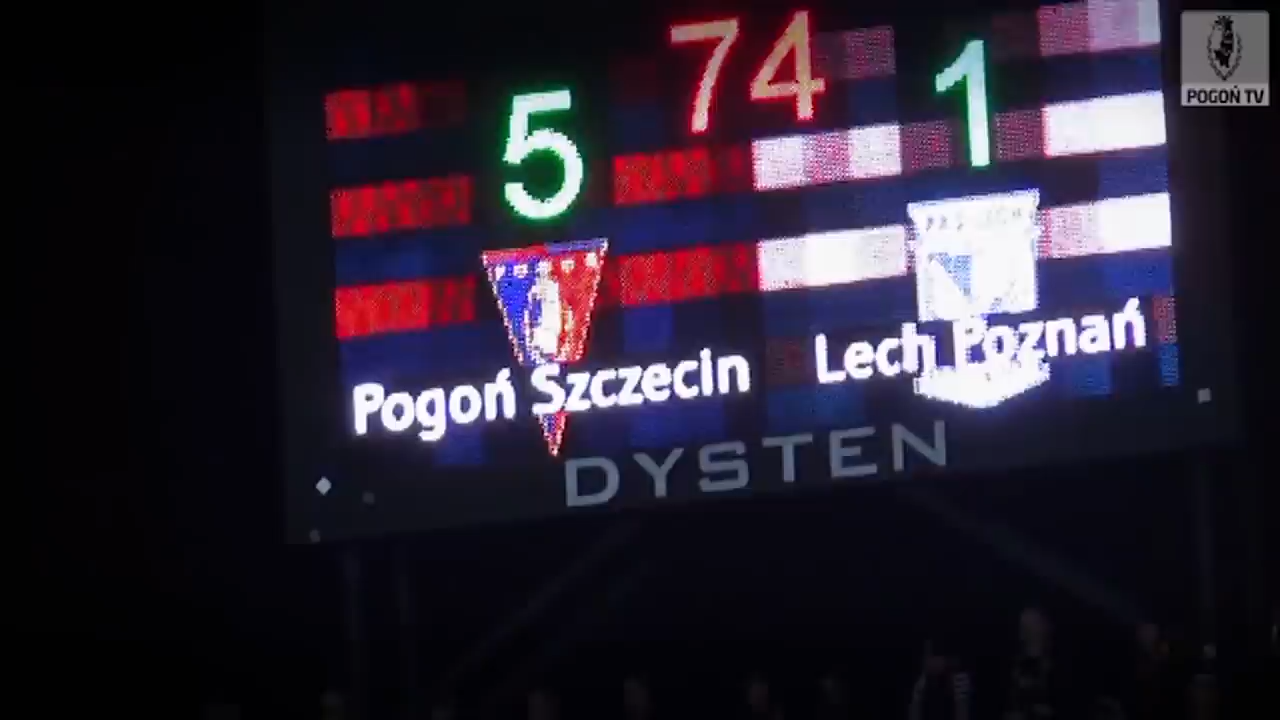 74
5
1
Pogoń Szczecin
Lech Poznań
DYSTEN
POGOŃ TV